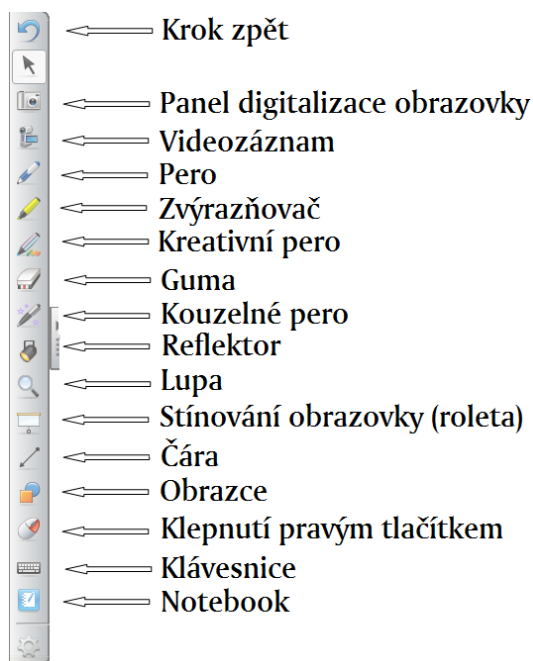 Krok zpět
Panel digitalizace obrazovky
Videozáznam
Pero
Zvýrazňovač
Kreativní pero
Guma
Kouzelné pero
Reflektor
Lupa
Stínování obrazovky (roleta)
Čára
Obrazce
Klepnutí pravým tlačítkem
Klávesnice
Notebook